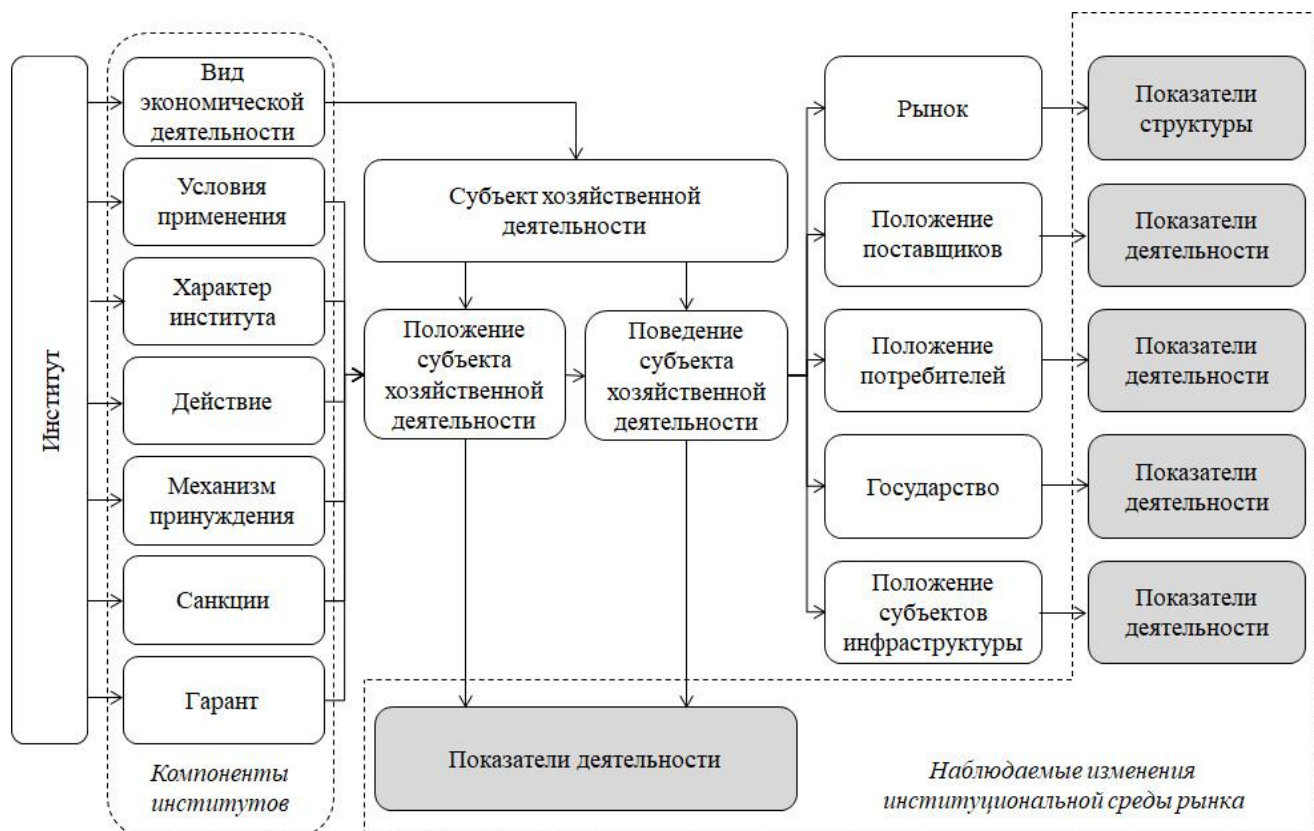 Институт
Вид
экономической
деятельности
Условия
применения
Характер
института
Действие
Механизм
принуждения
Санкции
Гарант
Компоненты
институтов
Субъект хозяйственной
деятельности
Положение
субъекта
хозяйственной
деятельности
Поведение
субъекта
хозяйственной
деятельности
Показатели деятельности
Рынок
Положение
поставщиков
Положение
потребителей
Государство
Положение
субъектов
инфраструктуры
Показатели
структуры
Показатели
деятельности
Показатели
деятельности
Показатели
деятельности
Показатели
деятельности
Наблюдаемые изменения
институциональной среды рынка